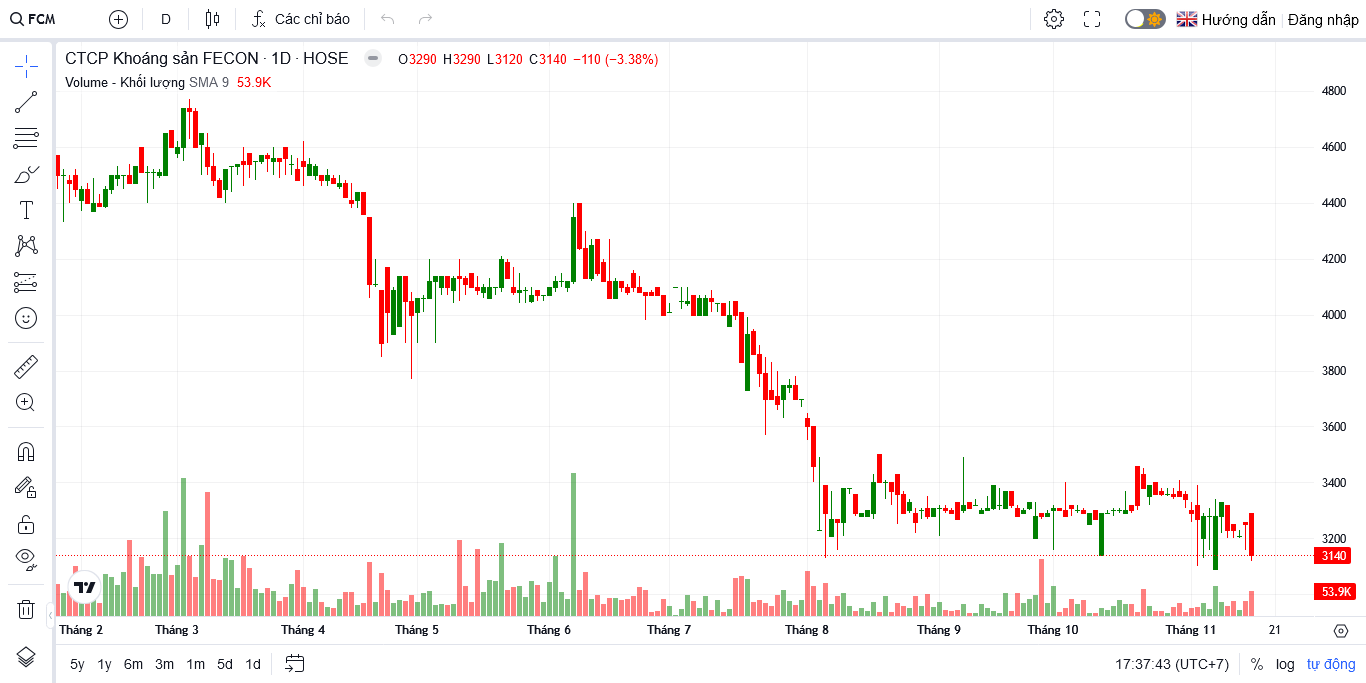 FCM D Các chỉ báo Hướng dẫn Đăng nhập
CTCP Khoáng sản FECON · 1D · HOSE O3290 H3290 L3120 C3140 −110 (−3.38%)
Volume - Khối lượng SMA 9 53.9K
4800
4600
4400
4200
4000
3800
3600
3400
3200
3140
53.9K
Tháng 2 Tháng 3 Tháng 4 Tháng 5 Tháng 6 Tháng 7 Tháng 8 Tháng 9 Tháng 10 Tháng 11 21
5y 1y 6m 3m 1m 5d 1d 17:37:43 (UTC+7) % log tự động